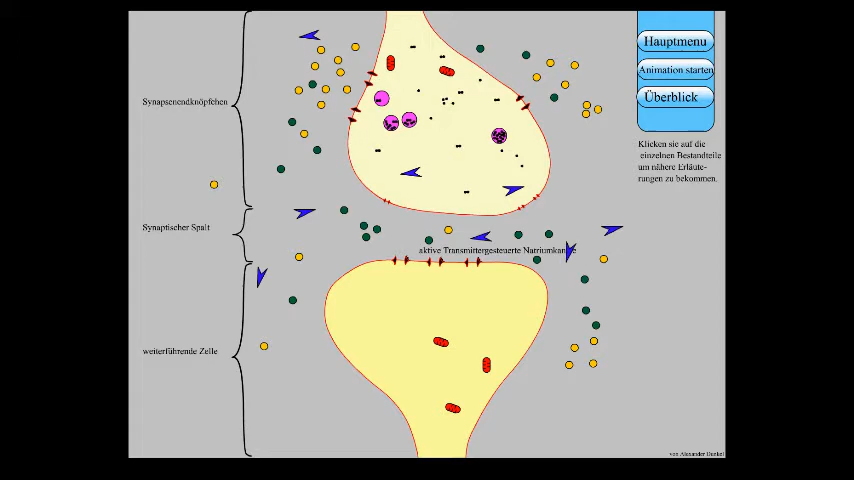 Hauptmenu
Animation starten
Überblick
Klicken sie auf die
einzelnen Bestandteile
um nähere Erläute-
rungen zu bekommen.
Synapsenendknöpfchen
Synaptischer Spalt
aktive Transmittergesteuerte Natriumkanäle
weiterführende Zelle
von Alexander Dunkel